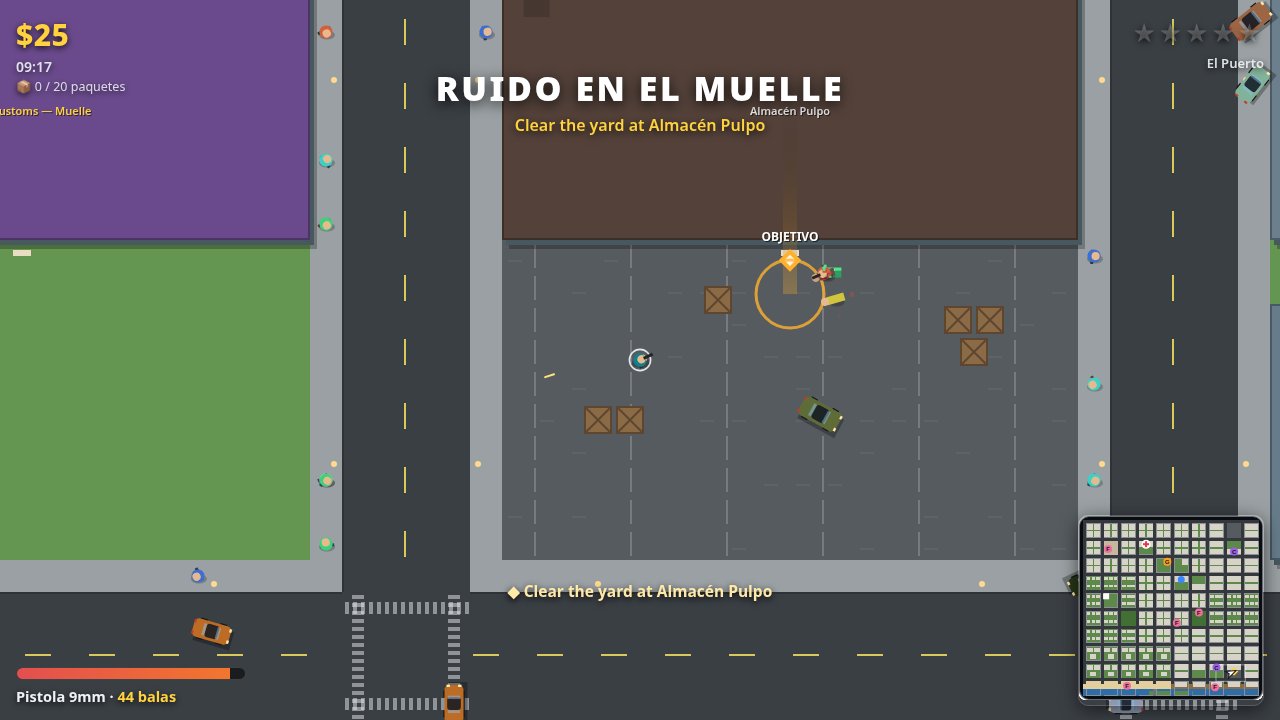 $25
09:17
0 / 20 paquetes
ustoms — Muelle
RUIDO EN EL MUELLE
Almacén Pulpo
Clear the yard at Almacén Pulpo
El Puerto
OBJETIVO
Clear the yard at Almacén Pulpo
Pistola 9mm · 44 balas